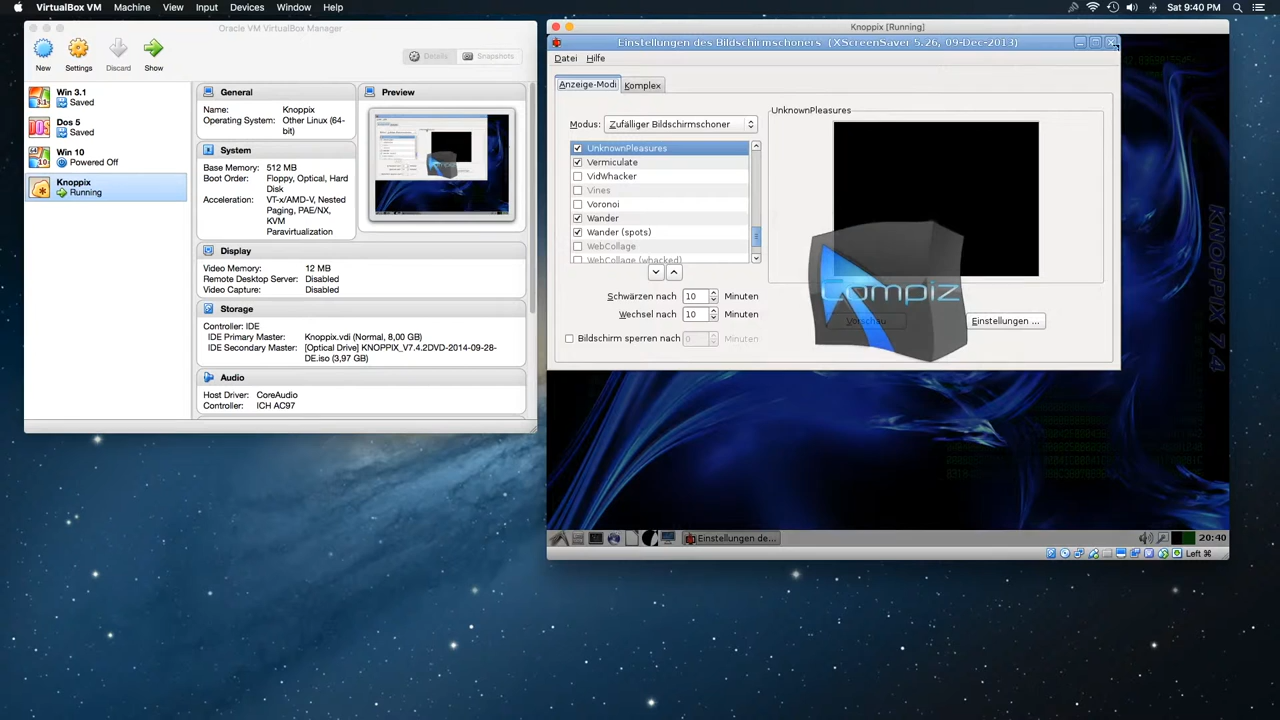 VirtualBox VM Machine View Input Devices Window Help
Sat 9:40 PM
Oracle VM VirtualBox Manager
New
Settings
Discard
Show
Details
Snapshots
3.1
Win 3.1
Saved
DOS
Dos 5
Saved
10
Win 10
Powered Off
Knoppix
Running
General
Name: Knoppix
Operating System: Other Linux (64-
bit)
System
Base Memory: 512 MB
Boot Order: Floppy, Optical, Hard
Disk
Acceleration: VT-x/AMD-V, Nested
Paging, PAE/NX,
KVM
Paravirtualization
Display
Video Memory: 12 MB
Remote Desktop Server: Disabled
Video Capture: Disabled
Storage
Controller: IDE
IDE Primary Master: Knoppix.vdi (Normal, 8,00 GB)
IDE Secondary Master: [Optical Drive] KNOPPIX_V7.4.2DVD-2014-09-28-
DE.iso (3,97 GB)
Audio
Host Driver: CoreAudio
Controller: ICH AC97
Preview
Knoppix [Running]
Einstellungen des Bildschirmschoners (XScreenSaver 5.26, 09-Dec-2013)
Datei Hilfe
Anzeige-Modi Komplex
Modus: Zufälliger Bildschirmschoner
UnknownPleasures
Vermiculate
VidWhacker
Vines
Voronoi
Wander
Wander (spots)
WebCollage
WebCollage (whacked)
Schwärzen nach 10 Minuten
Wechsel nach 10 Minuten
Bildschirm sperren nach 0 Minuten
UnknownPleasures
compiz
Vorschau
Einstellungen ...
KNOPPIX 7.4
Einstellungen de...
20:40
Left ⌘